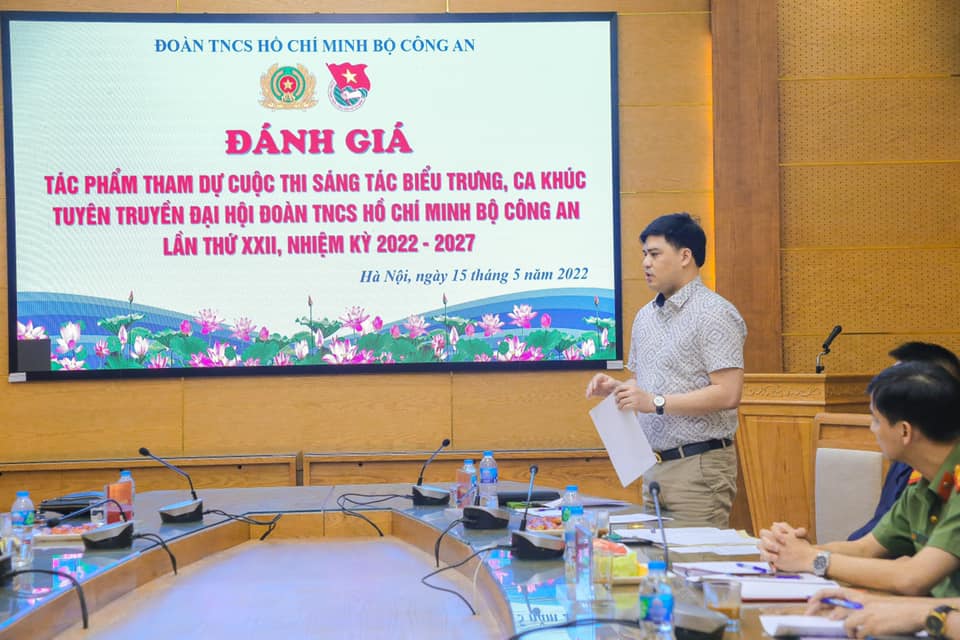 ĐOÀN TNCS HỒ CHÍ MINH BỘ CÔNG AN
ĐÁNH GIÁ
TÁC PHẨM THAM DỰ CUỘC THI SÁNG TÁC BIỂU TRƯNG, CA KHÚC
TUYÊN TRUYỀN ĐẠI HỘI ĐOÀN TNCS HỒ CHÍ MINH BỘ CÔNG AN
LẦN THỨ XXII, NHIỆM KỲ 2022 - 2027
Hà Nội, ngày 15 tháng 5 năm 2022